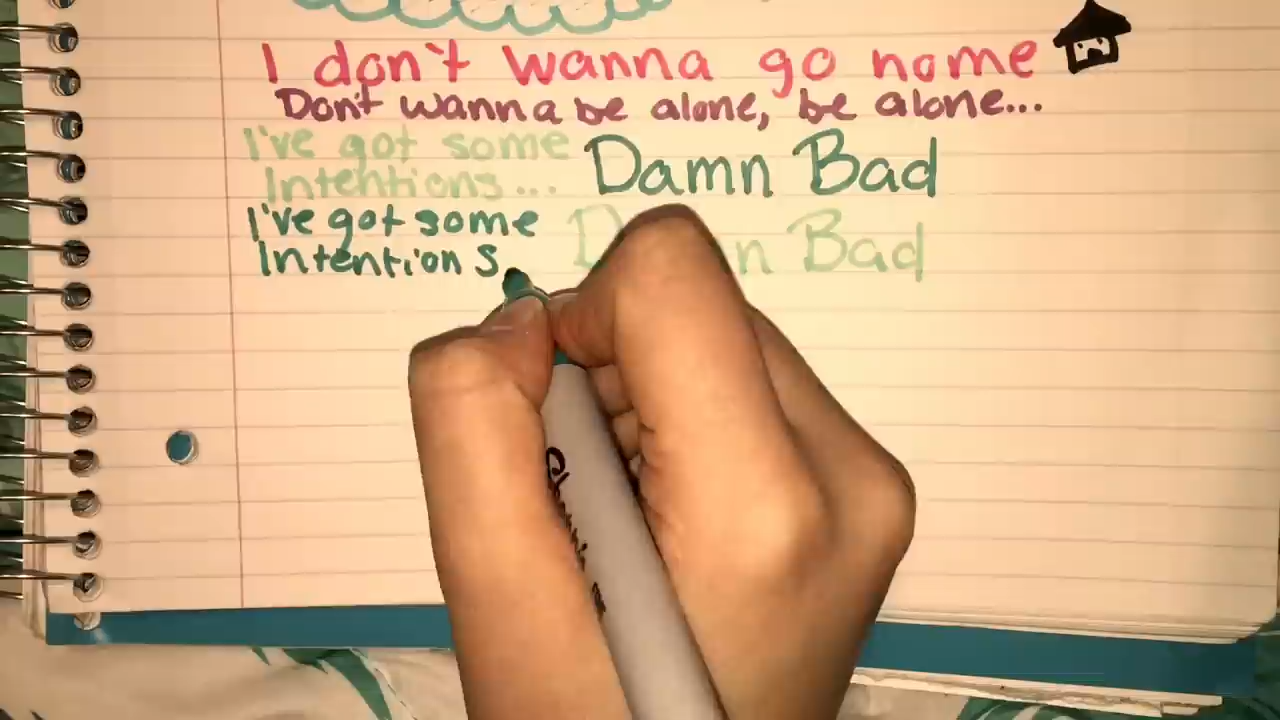 I don't wanna go home
Don't wanna be alone, be alone...
I've got some
Intentions... Damn Bad
I've got some
Intentions. Bad
Sharpie